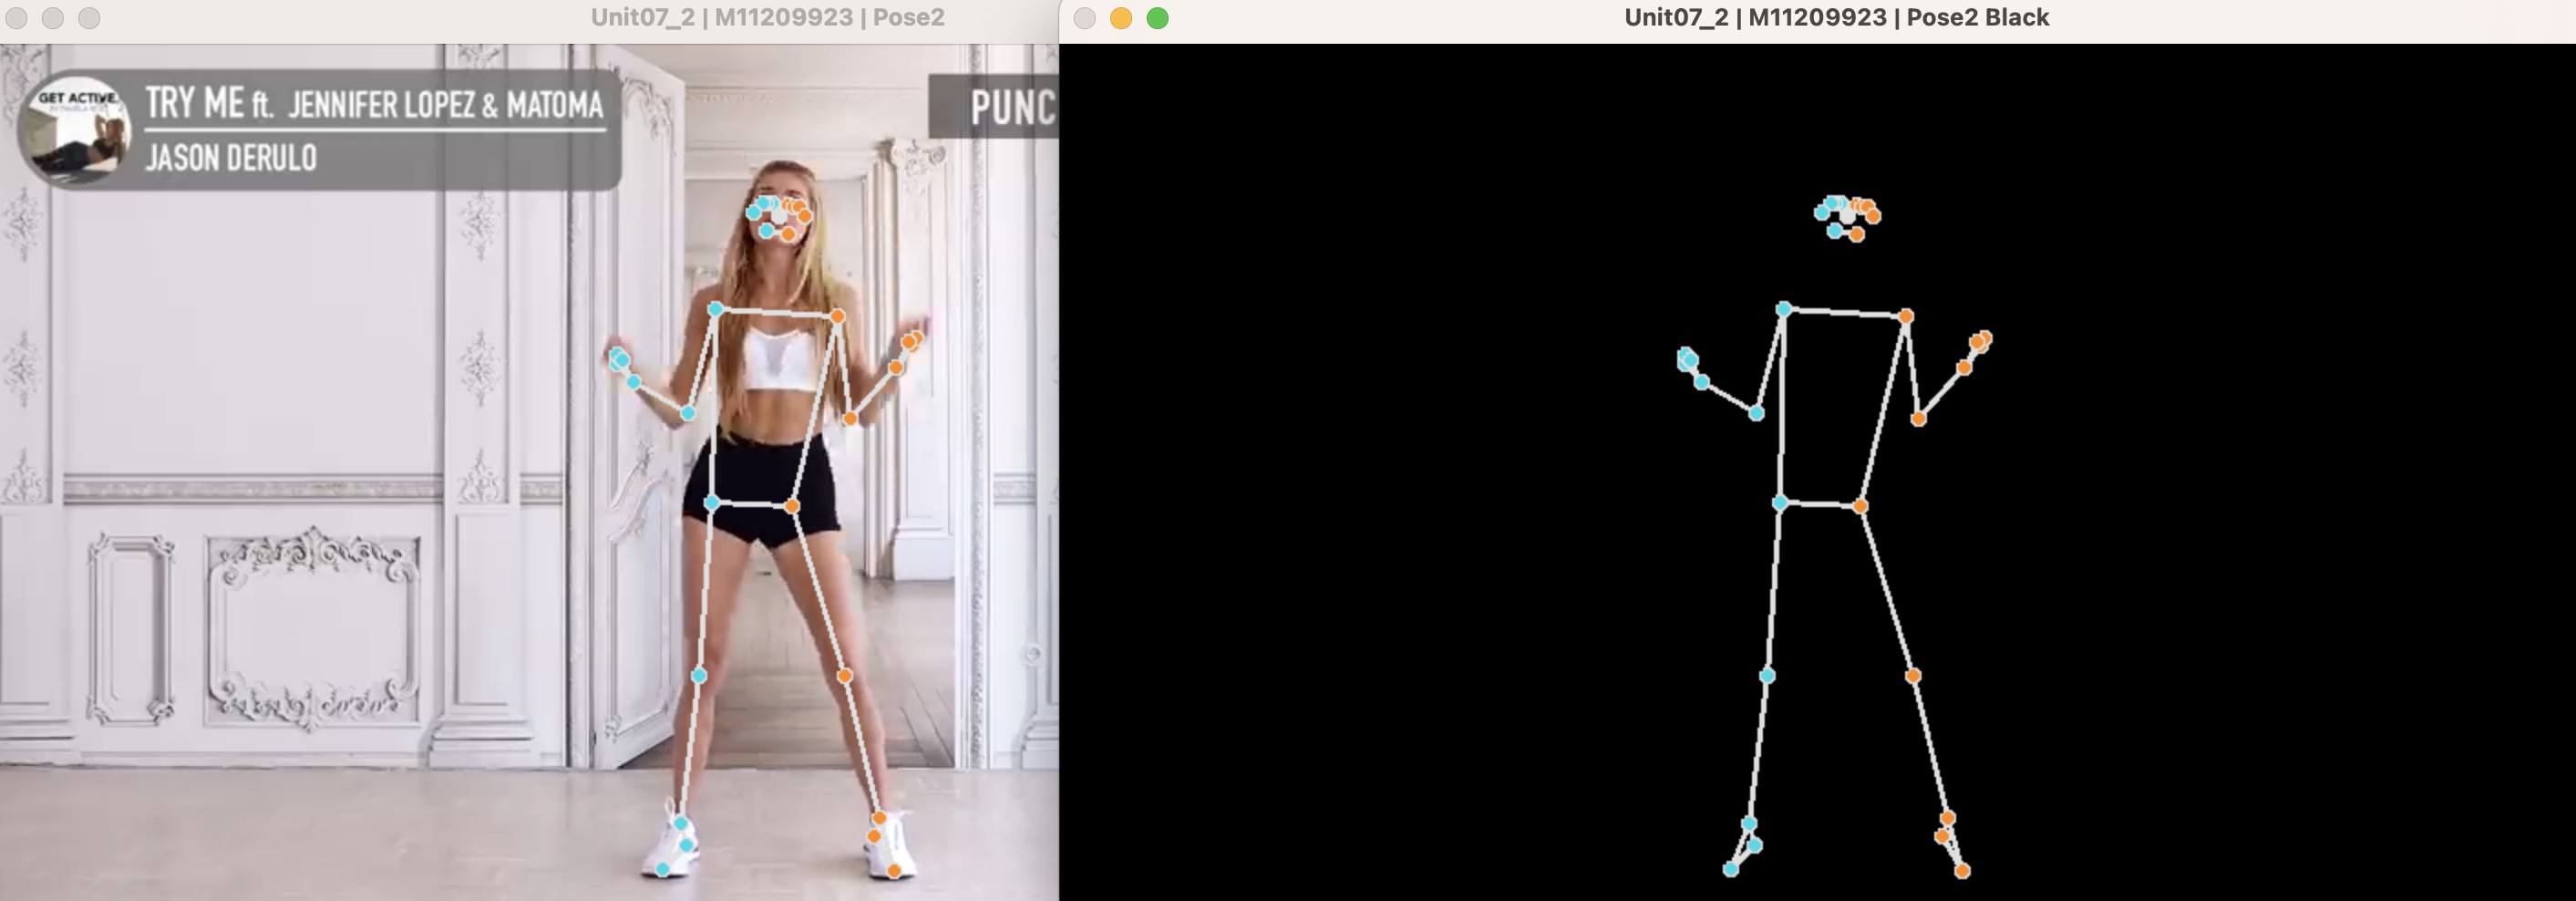 Unit07_2 | M11209923 | Pose2
Unit07_2 | M11209923 | Pose2 Black
GET ACTIVE
TRY ME ft. JENNIFER LOPEZ & MATOMA
JASON DERULO
PUNC